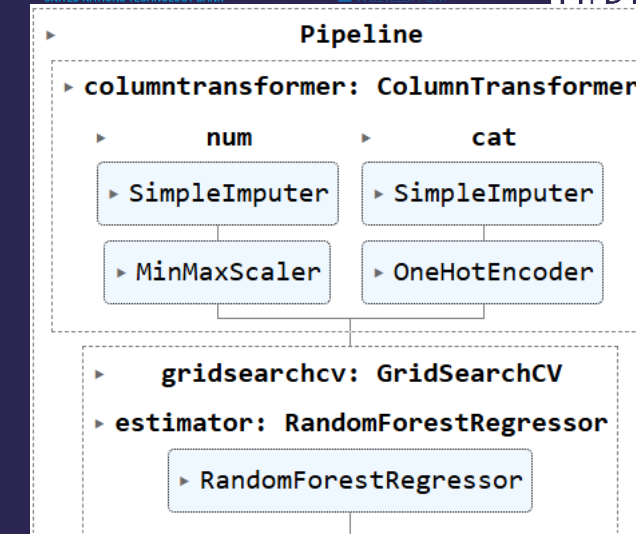 Pipeline
columntransformer: ColumnTransformer
num cat
SimpleImputer SimpleImputer
MinMaxScaler OneHotEncoder
gridsearchcv: GridSearchCV
estimator: RandomForestRegressor
RandomForestRegressor